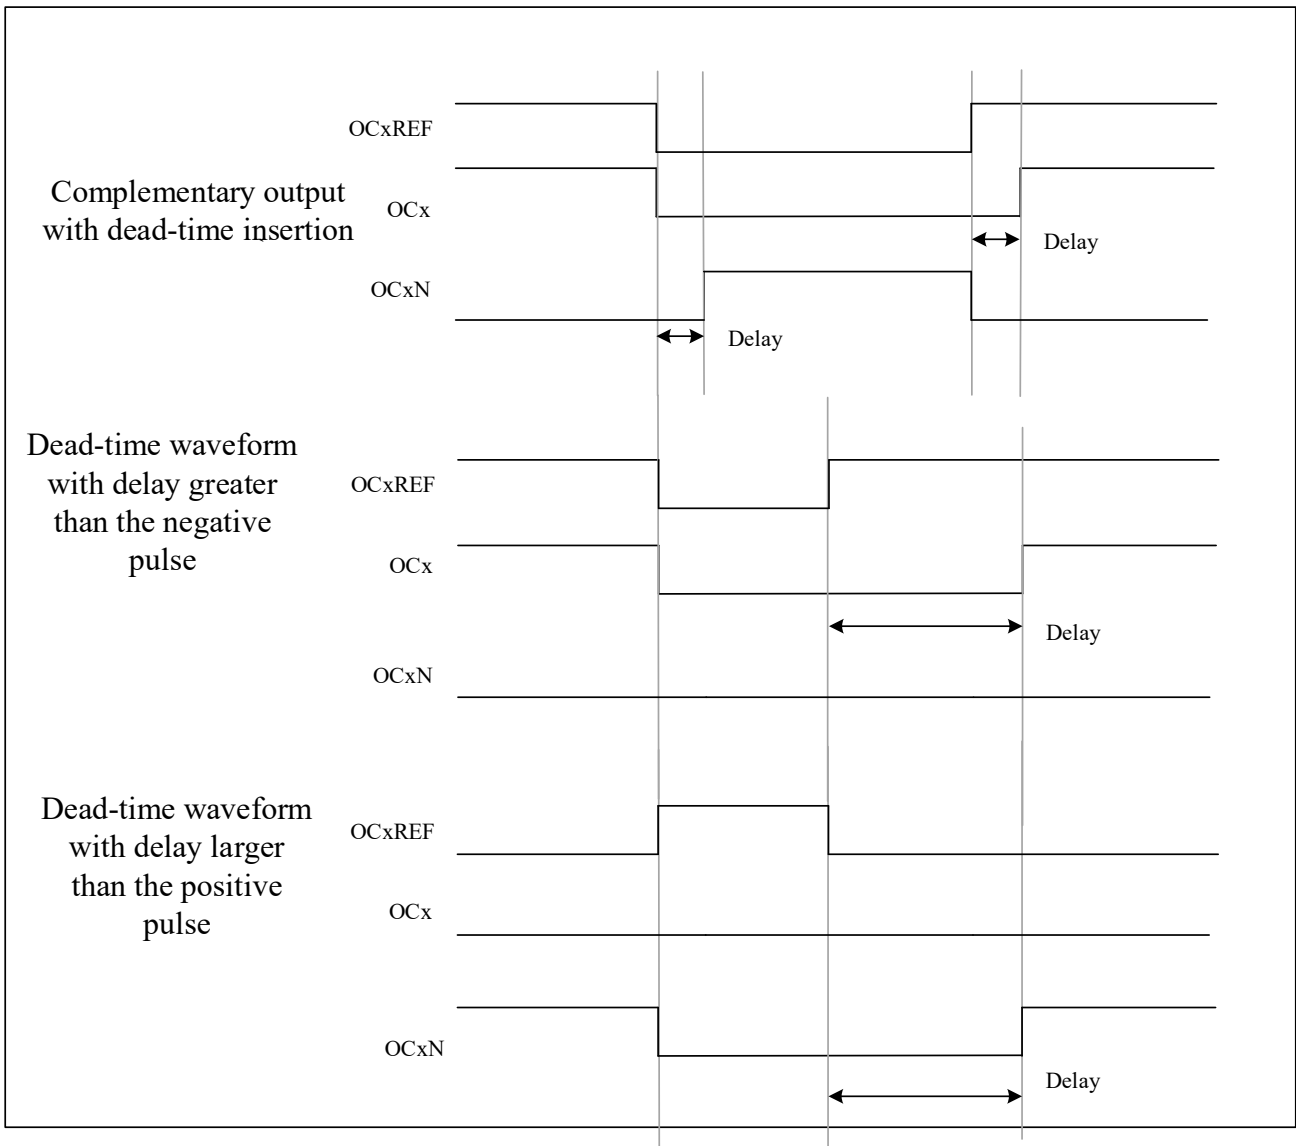 OCxREF
Complementary output
with dead-time insertion
OCx
Delay
OCxN
Delay
Dead-time waveform
with delay greater
than the negative
pulse
OCxREF
OCx
Delay
OCxN
Dead-time waveform
with delay larger
than the positive
pulse
OCxREF
OCx
OCxN
Delay